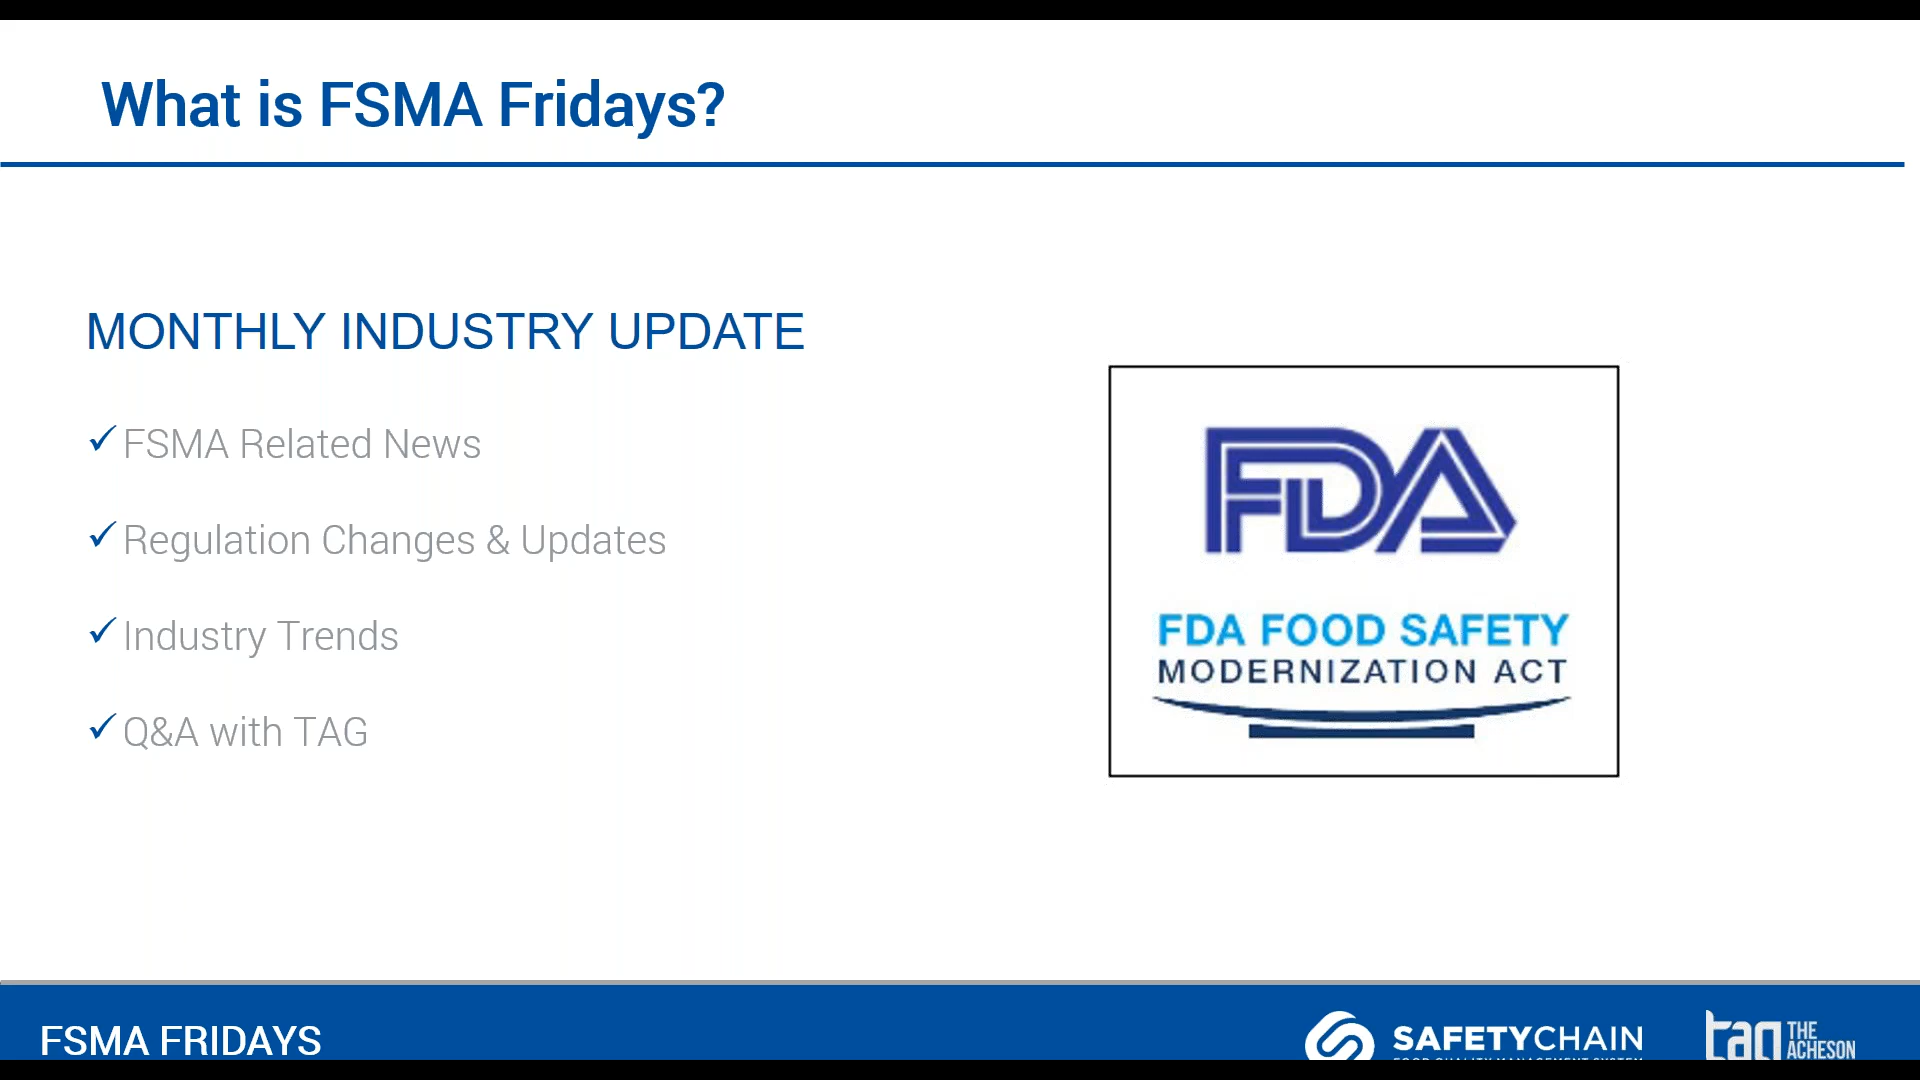 What is FSMA Fridays?
MONTHLY INDUSTRY UPDATE
FSMA Related News
Regulation Changes & Updates
Industry Trends
Q&A with TAG
FDA
FDA FOOD SAFETY
MODERNIZATION ACT
FSMA FRIDAYS
SAFETYCHAIN
tag THE
ACHESON